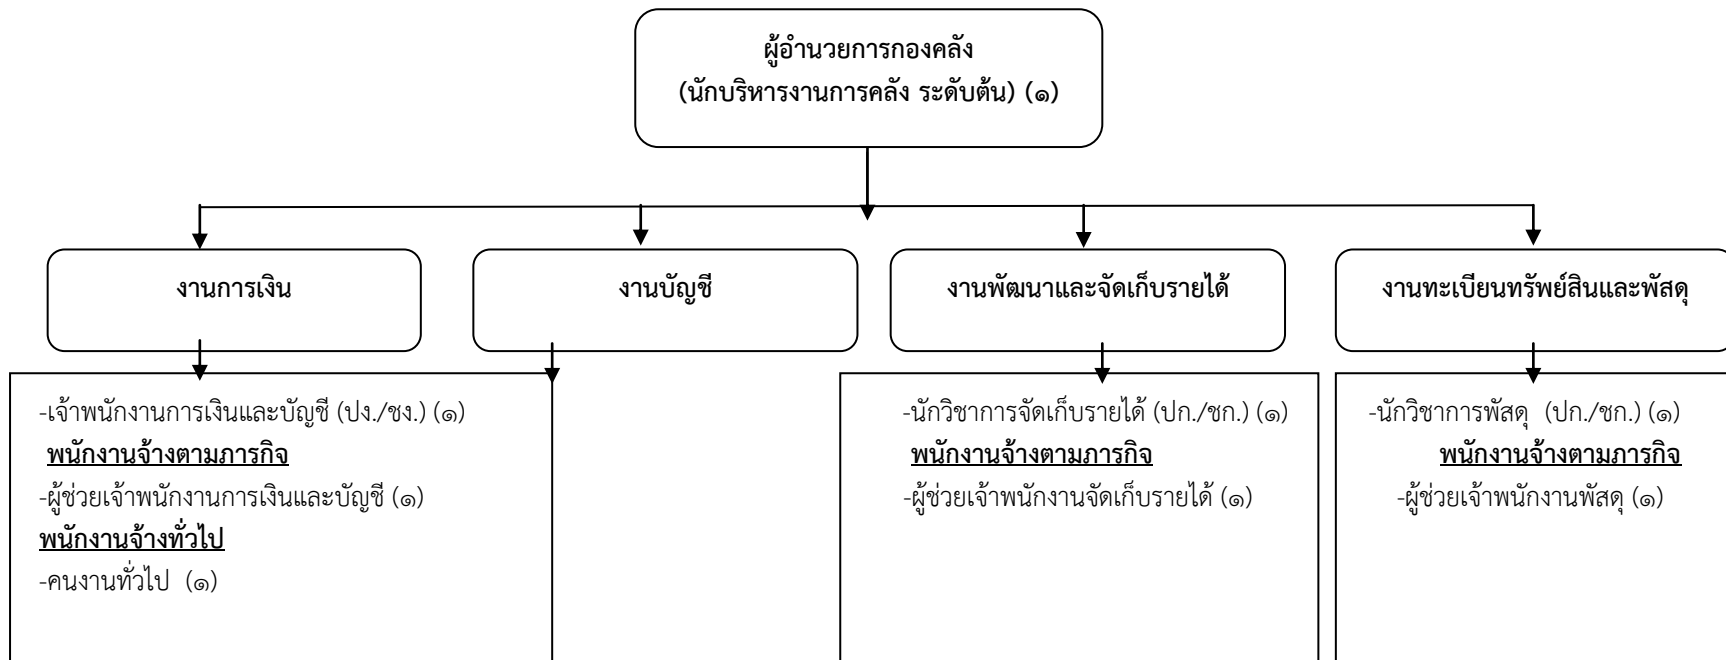 ผู้อำนวยการกองคลัง
(นักบริหารงานการคลัง ระดับต้น) (๑)
งานการเงิน
งานบัญชี
งานพัฒนาและจัดเก็บรายได้
งานทะเบียนทรัพย์สินและพัสดุ
-เจ้าพนักงานการเงินและบัญชี (ปง./ชง.) (๑)
พนักงานจ้างตามภารกิจ
-ผู้ช่วยเจ้าพนักงานการเงินและบัญชี (๑)
พนักงานจ้างทั่วไป
-คนงานทั่วไป (๑)
-นักวิชาการจัดเก็บรายได้ (ปก./ชก.) (๑)
พนักงานจ้างตามภารกิจ
-ผู้ช่วยเจ้าพนักงานจัดเก็บรายได้ (๑)
-นักวิชาการพัสดุ (ปก./ชก.) (๑)
พนักงานจ้างตามภารกิจ
-ผู้ช่วยเจ้าพนักงานพัสดุ (๑)